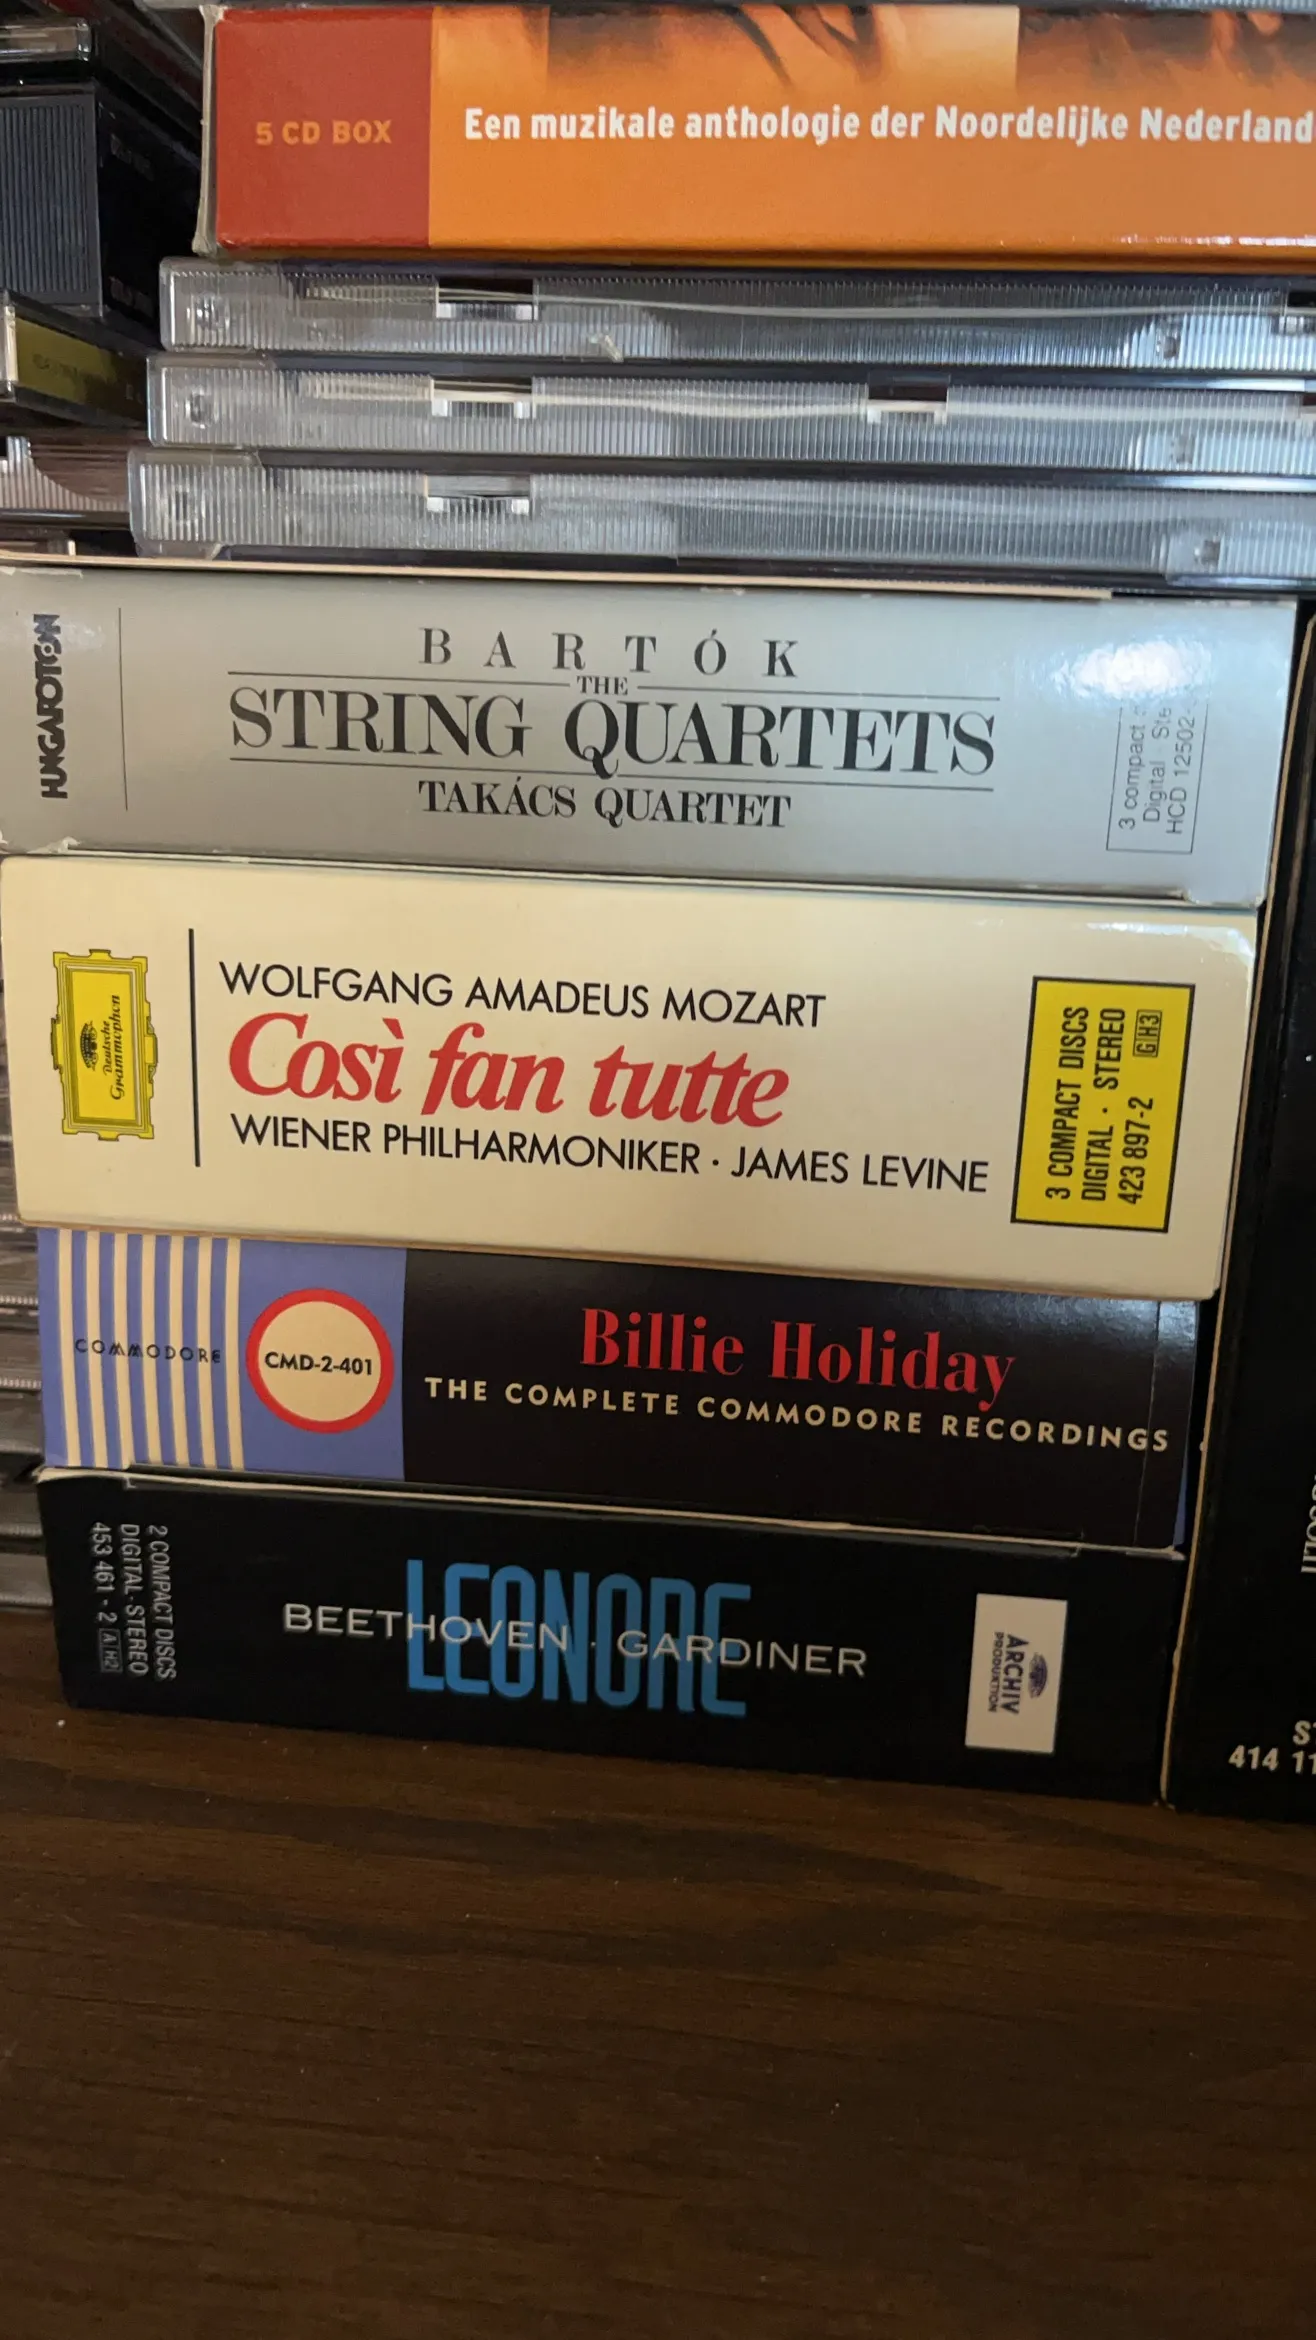 5 CD BOX
Een muzikale anthologie der Noordelijke Nederland
HUNGAROTON
BARTÓK
THE
STRING QUARTETS
TAKÁCS QUARTET
3 compact
Digital Ste
HCD 12502-
Deutsche
Grammophon
WOLFGANG AMADEUS MOZART
Così fan tutte
WIENER PHILHARMONIKER · JAMES LEVINE
3 COMPACT DISCS
DIGITAL · STEREO
423 897-2 GH3
COMMODORE
CMD-2-401
Billie Holiday
THE COMPLETE COMMODORE RECORDINGS
2 COMPACT DISCS
DIGITAL·STEREO
453 461-2 AH2
LEONORE
BEETHOVEN · GARDINER
ARCHIV
PRODUKTION
414 11